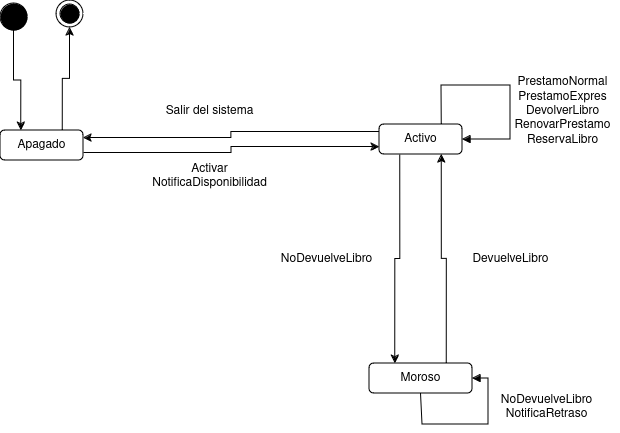 PrestamoNormal
PrestamoExpres
DevolverLibro
RenovarPrestamo
ReservaLibro
Salir del sistema
Activo
Apagado
Activar
NotificaDisponibilidad
NoDevuelveLibro
DevuelveLibro
Moroso
NoDevuelveLibro
NotificaRetraso